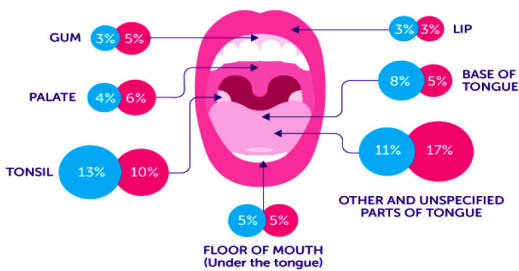 GUM 3% 5%
3% 3% LIP
PALATE 4% 6%
8% 5% BASE OF
TONGUE
TONSIL 13% 10%
11% 17%
OTHER AND UNSPECIFIED
PARTS OF TONGUE
5% 5%
FLOOR OF MOUTH
(Under the tongue)